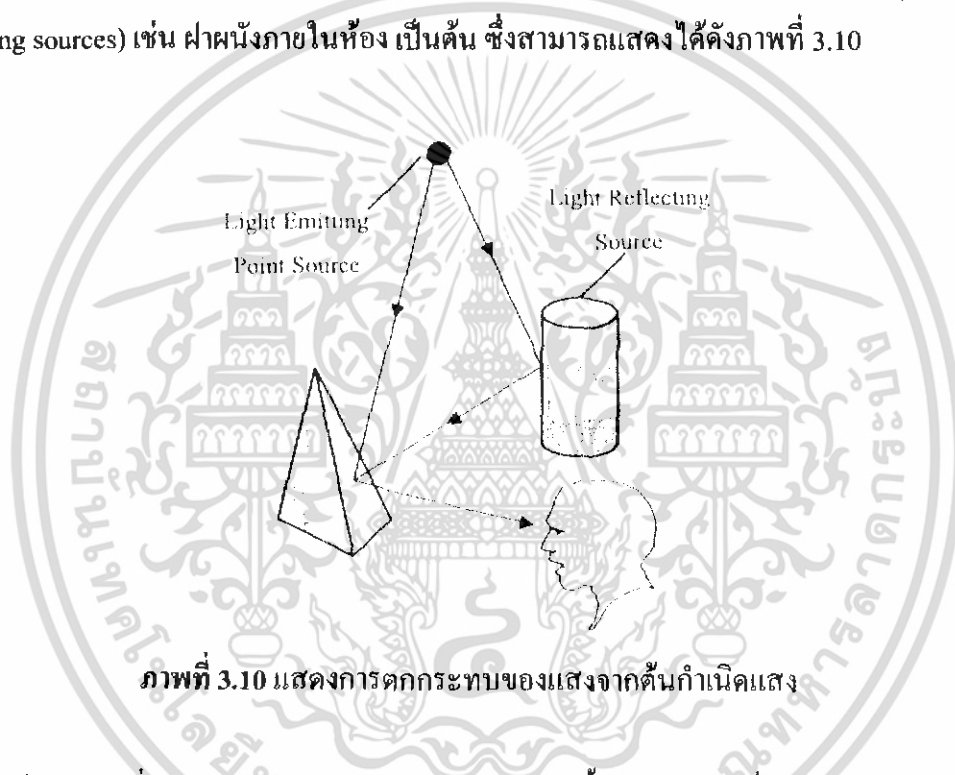 ng sources) เช่น ฝาผนังภายในห้อง เป็นต้น ซึ่งสามารถแสดงได้ดังภาพที่ 3.10
Light Emitting
Point Source
Light Reflecting
Source
ภาพที่ 3.10 แสดงการตกกระทบของแสงจากต้นกำเนิดแสง